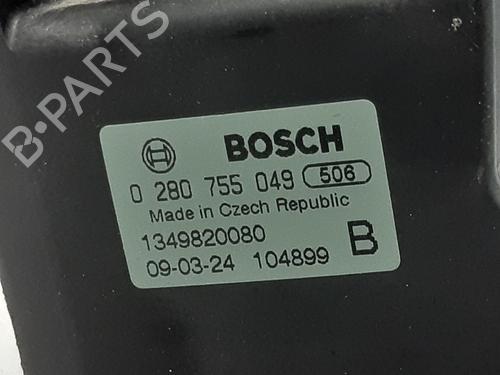 B-PARTS
BOSCH
0 280 755 049 506
Made in Czech Republic
1349820080 B
09-03-24 104899